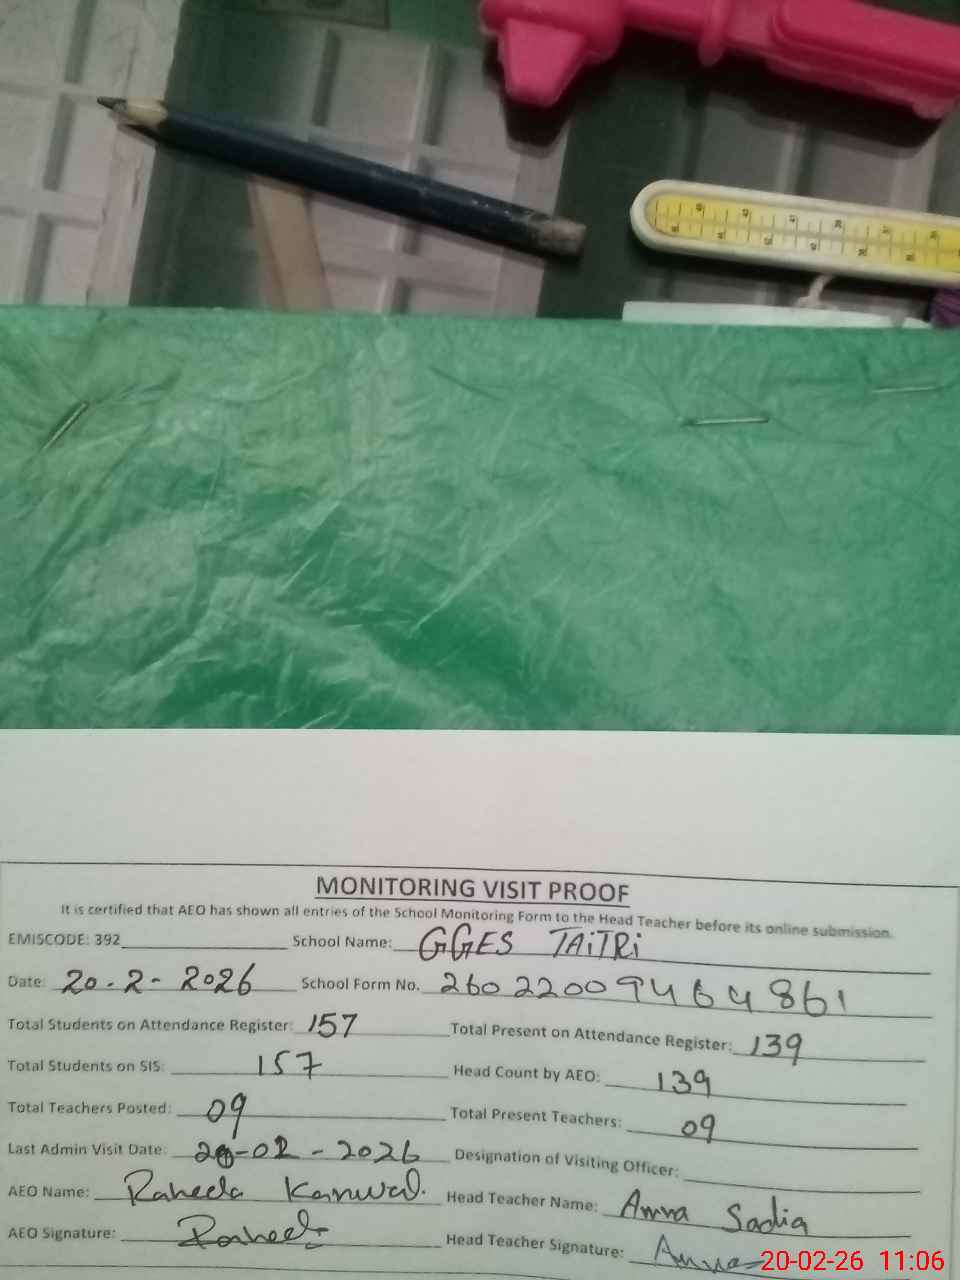 MONITORING VISIT PROOF
It is certified that AEO has shown all entries of the School Monitoring Form to the Head Teacher before its online submission.
EMISCODE: 392 School Name: GGES TAiTRi
Date: 20.2-2026 School Form No. 26022009464861
Total Students on Attendance Register: 157 Total Present on Attendance Register: 139
Total Students on SIS: 157 Head Count by AEO: 139
Total Teachers Posted: 09 Total Present Teachers: 09
Last Admin Visit Date: -02-2026 Designation of Visiting Officer:
AEO Name: Raheela Kanwal. Head Teacher Name: Amna Sadia
AEO Signature: Raheela Head Teacher Signature: Amna
20-02-26 11:06